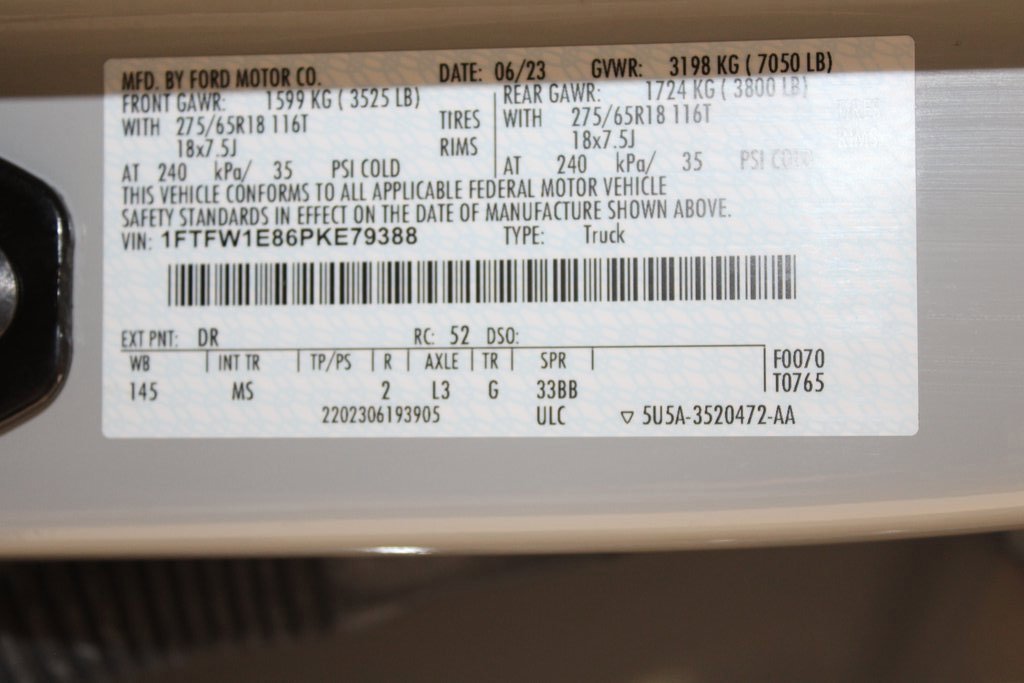 MFD. BY FORD MOTOR CO. DATE: 06/23 GVWR: 3198 KG ( 7050 LB)
FRONT GAWR: 1599 KG ( 3525 LB) REAR GAWR: 1724 KG ( 3800 LB)
WITH 275/65R18 116T TIRES WITH 275/65R18 116T TIRES
18x7.5J RIMS 18x7.5J RIMS
AT 240 kPa/ 35 PSI COLD AT 240 kPa/ 35 PSI COLD
THIS VEHICLE CONFORMS TO ALL APPLICABLE FEDERAL MOTOR VEHICLE
SAFETY STANDARDS IN EFFECT ON THE DATE OF MANUFACTURE SHOWN ABOVE.
VIN: 1FTFW1E86PKE79388 TYPE: Truck
EXT PNT: DR RC: 52 DSO:
WB INT TR TP/PS R AXLE TR SPR F0070
145 MS 2 L3 G 33BB T0765
2202306193905 ULC ▽ 5U5A-3520472-AA